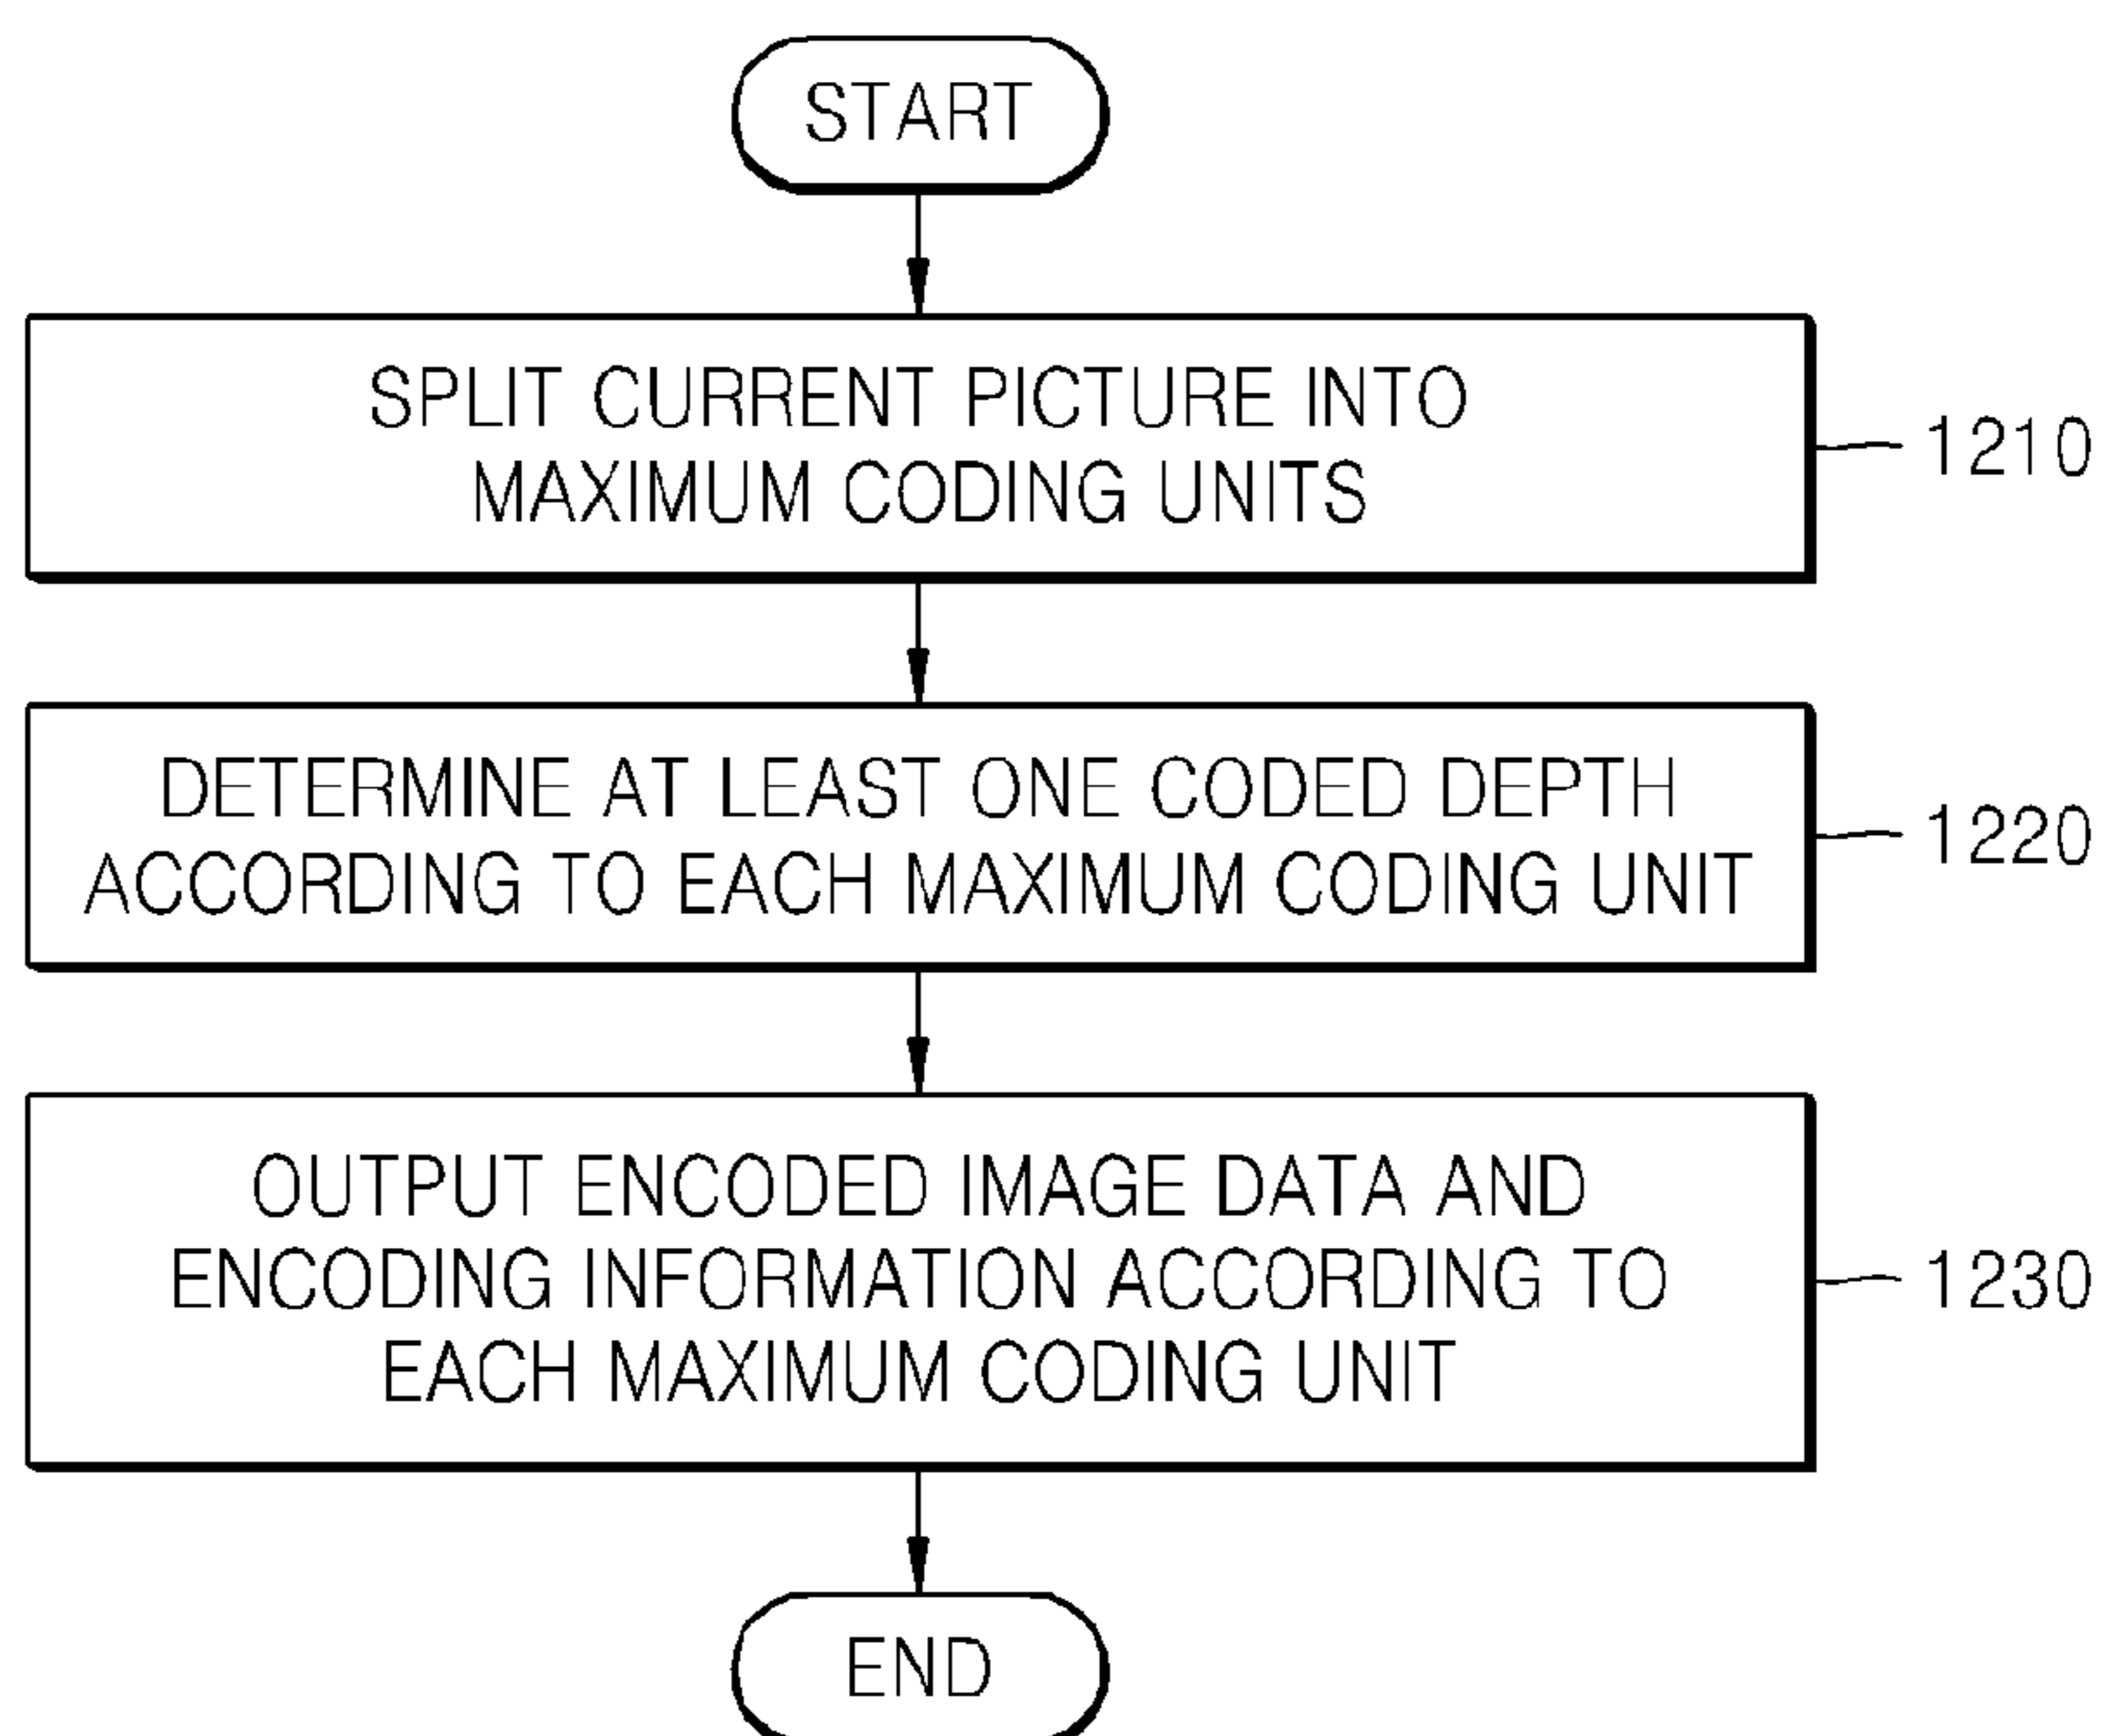 START
SPLIT CURRENT PICTURE INTO
MAXIMUM CODING UNITS
1210
DETERMINE AT LEAST ONE CODED DEPTH
ACCORDING TO EACH MAXIMUM CODING UNIT
1220
OUTPUT ENCODED IMAGE DATA AND
ENCODING INFORMATION ACCORDING TO
EACH MAXIMUM CODING UNIT
1230
END